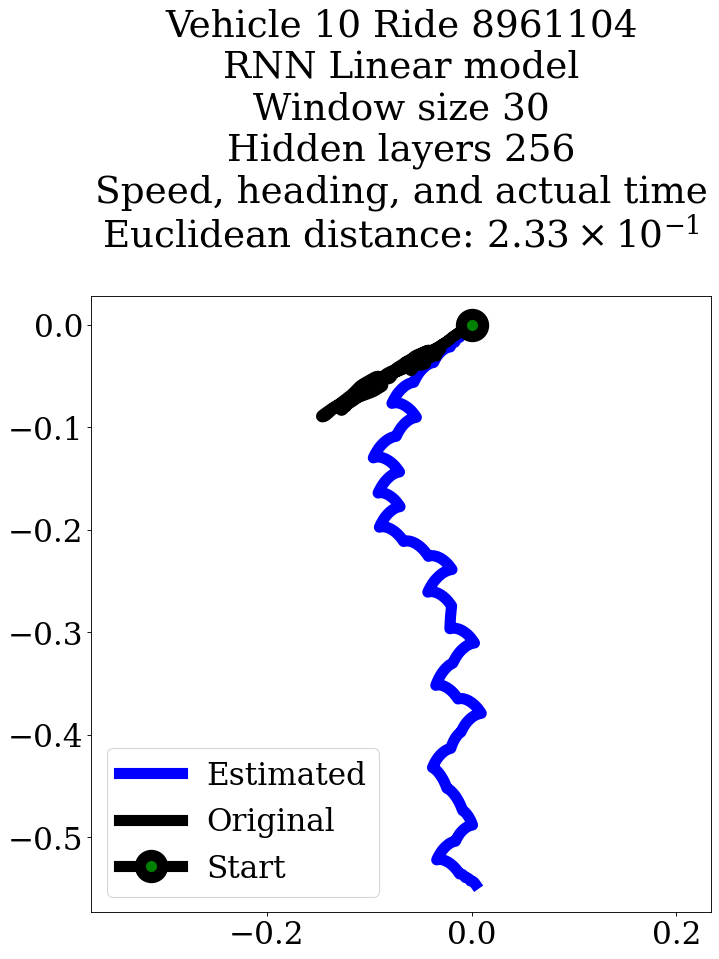 Vehicle 10 Ride 8961104
RNN Linear model
Window size 30
Hidden layers 256
Speed, heading, and actual time
Euclidean distance: 2.33 × 10⁻¹
0.0
−0.1
−0.2
−0.3
−0.4
−0.5
Estimated
Original
Start
−0.2 0.0 0.2